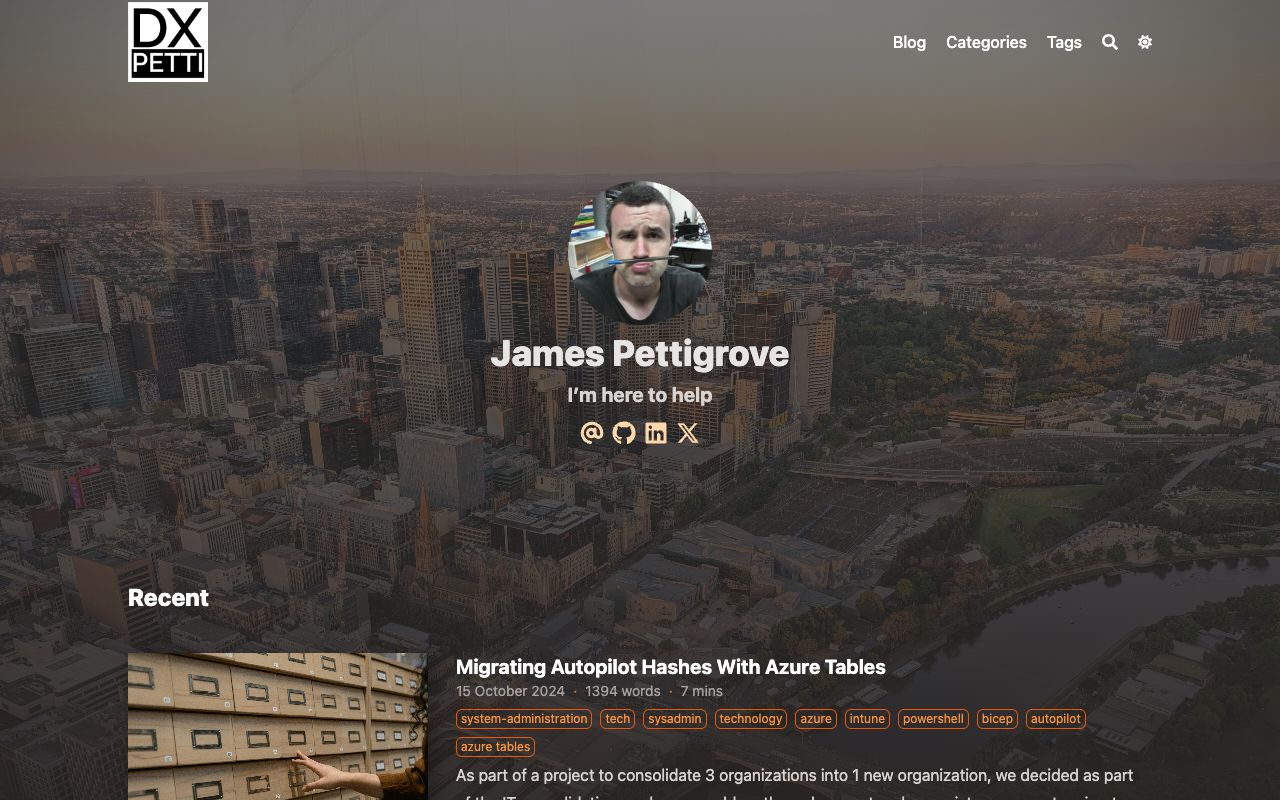 DX
PETTI
Blog Categories Tags
James Pettigrove
I’m here to help
Recent
Migrating Autopilot Hashes With Azure Tables
15 October 2024 · 1394 words · 7 mins
system-administration tech sysadmin technology azure intune powershell bicep autopilot
azure tables
As part of a project to consolidate 3 organizations into 1 new organization, we decided as part